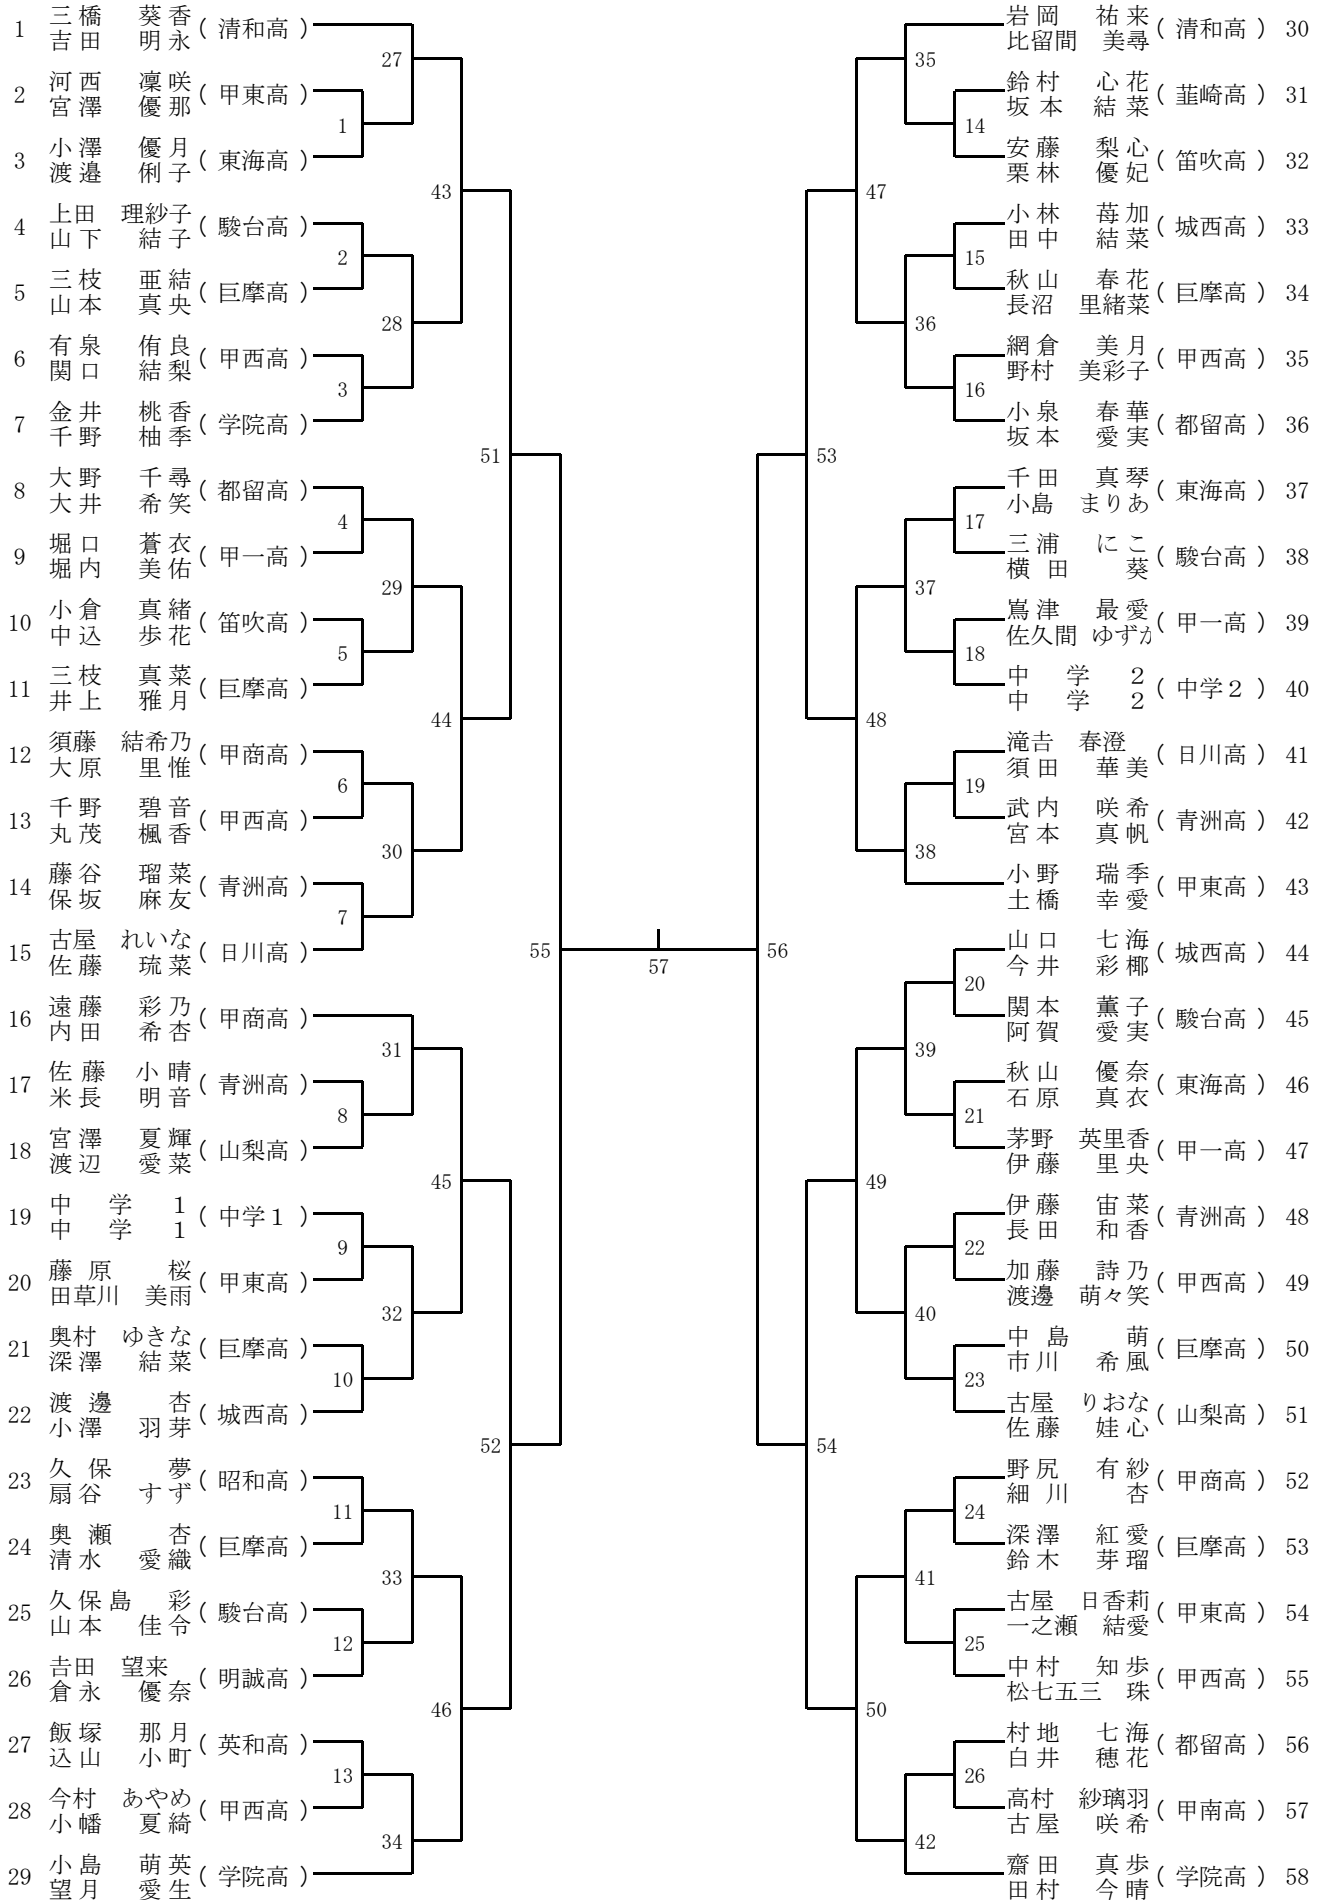 1 三橋 葵香 ( 清和高 )
吉田 明永
2 河西 凜咲 ( 甲東高 )
宮澤 優那
3 小澤 優月 ( 東海高 )
渡邉 俐子
4 上田 理紗子 ( 駿台高 )
山下 結子
5 三枝 亜結 ( 巨摩高 )
山本 真央
6 有泉 侑良 ( 甲西高 )
関口 結梨
7 金井 桃香 ( 学院高 )
千野 柚季
8 大野 千尋 ( 都留高 )
大井 希笑
9 堀口 蒼衣 ( 甲一高 )
堀内 美佑
10 小倉 真緒 ( 笛吹高 )
中込 歩花
11 三枝 真菜 ( 巨摩高 )
井上 雅月
12 須藤 結希乃 ( 甲商高 )
大原 里惟
13 千野 碧音 ( 甲西高 )
丸茂 楓香
14 藤谷 瑠菜 ( 青洲高 )
保坂 麻友
15 古屋 れいな ( 日川高 )
佐藤 琉菜
16 遠藤 彩乃 ( 甲商高 )
内田 希杏
17 佐藤 小晴 ( 青洲高 )
米長 明音
18 宮澤 夏輝 ( 山梨高 )
渡辺 愛菜
19 中学 1 ( 中学1 )
中学 1
20 藤原 桜 ( 甲東高 )
田草川 美雨
21 奥村 ゆきな ( 巨摩高 )
深澤 結菜
22 渡邊 杏 ( 城西高 )
小澤 羽芽
23 久保 夢 ( 昭和高 )
扇谷 すず
24 奥瀬 杏 ( 巨摩高 )
清水 愛織
25 久保島 彩 ( 駿台高 )
山本 佳令
26 𠮷田 望来 ( 明誠高 )
倉永 優奈
27 飯塚 那月 ( 英和高 )
込山 小町
28 今村 あやめ ( 甲西高 )
小幡 夏綺
29 小島 萌英 ( 学院高 )
望月 愛生
27
1
43
2
28
3
51
4
29
5
44
6
30
7
55
31
8
45
9
32
10
52
11
33
12
46
13
34
57
35
14
47
15
36
16
53
17
37
18
48
19
38
56
20
39
21
49
22
40
23
54
24
41
25
50
26
42
岩岡 祐来 ( 清和高 ) 30
比留間 美尋
鈴村 心花 ( 韮崎高 ) 31
坂本 結菜
安藤 梨心 ( 笛吹高 ) 32
栗林 優妃
小林 苺加 ( 城西高 ) 33
田中 結菜
秋山 春花 ( 巨摩高 ) 34
長沼 里緒菜
網倉 美月 ( 甲西高 ) 35
野村 美彩子
小泉 春華 ( 都留高 ) 36
坂本 愛実
千田 真琴 ( 東海高 ) 37
小島 まりあ
三浦 にこ ( 駿台高 ) 38
横田 葵
嶌津 最愛 ( 甲一高 ) 39
佐久間 ゆずか
中学 2 ( 中学2 ) 40
中学 2
滝𠮷 春澄 ( 日川高 ) 41
須田 華美
武内 咲希 ( 青洲高 ) 42
宮本 真帆
小野 瑞季 ( 甲東高 ) 43
土橋 幸愛
山口 七海 ( 城西高 ) 44
今井 彩椰
関本 薫子 ( 駿台高 ) 45
阿賀 愛実
秋山 優奈 ( 東海高 ) 46
石原 真衣
茅野 英里香 ( 甲一高 ) 47
伊藤 里央
伊藤 宙菜 ( 青洲高 ) 48
長田 和香
加藤 詩乃 ( 甲西高 ) 49
渡邊 萌々笑
中島 萌 ( 巨摩高 ) 50
市川 希風
古屋 りおな ( 山梨高 ) 51
佐藤 娃心
野尻 有紗 ( 甲商高 ) 52
細川 杏
深澤 紅愛 ( 巨摩高 ) 53
鈴木 芽瑠
古屋 日香莉 ( 甲東高 ) 54
一之瀬 結愛
中村 知歩 ( 甲西高 ) 55
松七五三 珠
村地 七海 ( 都留高 ) 56
白井 穂花
高村 紗璃羽 ( 甲南高 ) 57
古屋 咲希
齋田 真歩 ( 学院高 ) 58
田村 今晴